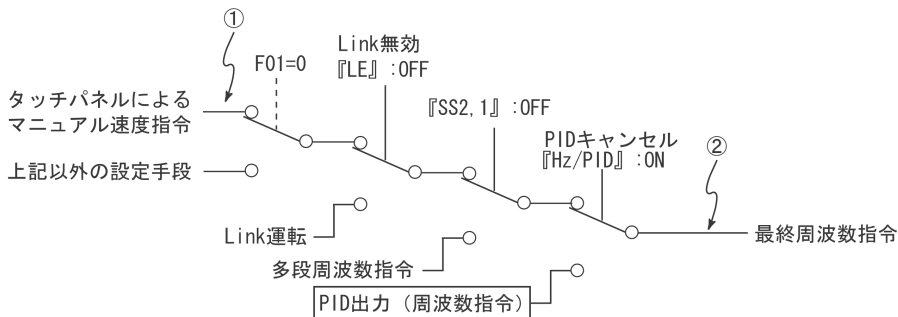 ①
Link無効
『LE』:OFF
F01=0
タッチパネルによる
マニュアル速度指令
『SS2,1』:OFF
PIDキャンセル
『Hz/PID』:ON
②
上記以外の設定手段
Link運転
最終周波数指令
多段周波数指令
PID出力（周波数指令）